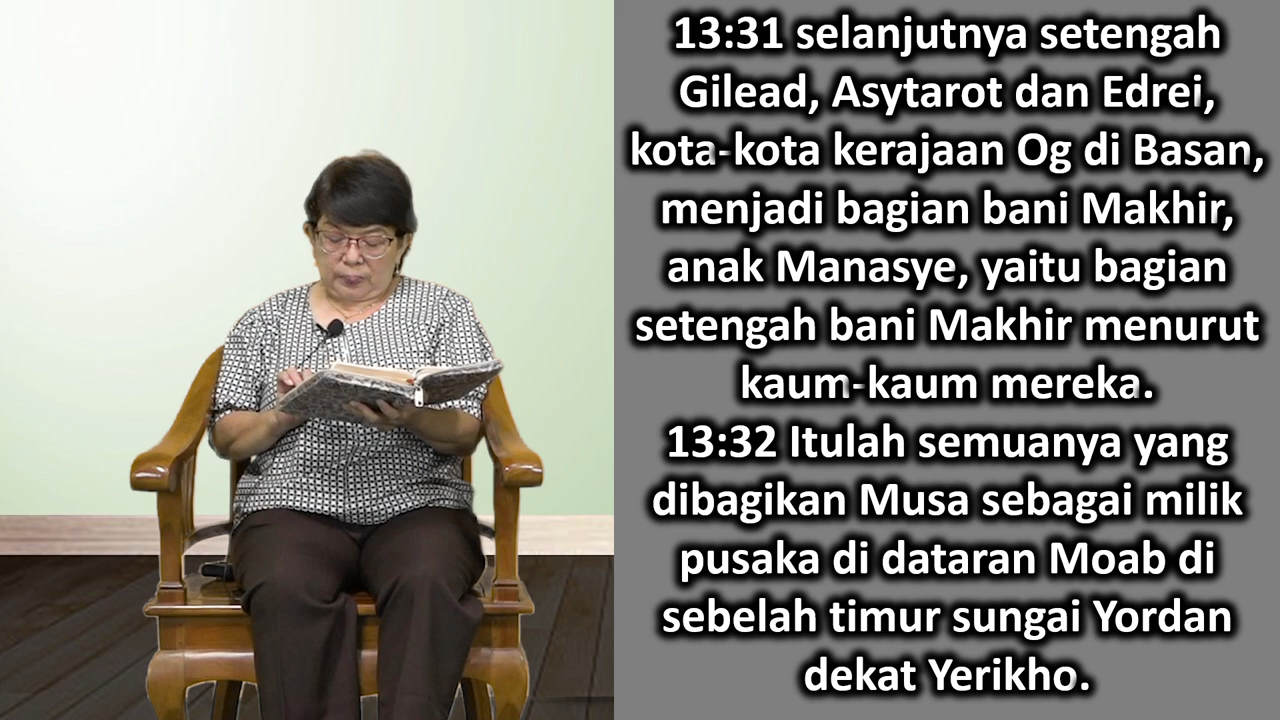 13:31 selanjutnya setengah
Gilead, Asytarot dan Edrei,
kota-kota kerajaan Og di Basan,
menjadi bagian bani Makhir,
anak Manasye, yaitu bagian
setengah bani Makhir menurut
kaum-kaum mereka.
13:32 Itulah semuanya yang
dibagikan Musa sebagai milik
pusaka di dataran Moab di
sebelah timur sungai Yordan
dekat Yerikho.